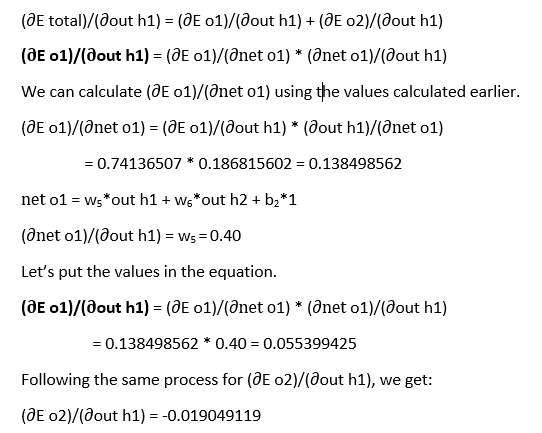 (∂E total)/(∂out h1) = (∂E o1)/(∂out h1) + (∂E o2)/(∂out h1)
(∂E o1)/(∂out h1) = (∂E o1)/(∂net o1) * (∂net o1)/(∂out h1)
We can calculate (∂E o1)/(∂net o1) using the values calculated earlier.
(∂E o1)/(∂net o1) = (∂E o1)/(∂out h1) * (∂out h1)/(∂net o1)
= 0.74136507 * 0.186815602 = 0.138498562
net o1 = w₅*out h1 + w₆*out h2 + b₂*1
(∂net o1)/(∂out h1) = w₅ = 0.40
Let’s put the values in the equation.
(∂E o1)/(∂out h1) = (∂E o1)/(∂net o1) * (∂net o1)/(∂out h1)
= 0.138498562 * 0.40 = 0.055399425
Following the same process for (∂E o2)/(∂out h1), we get:
(∂E o2)/(∂out h1) = -0.019049119